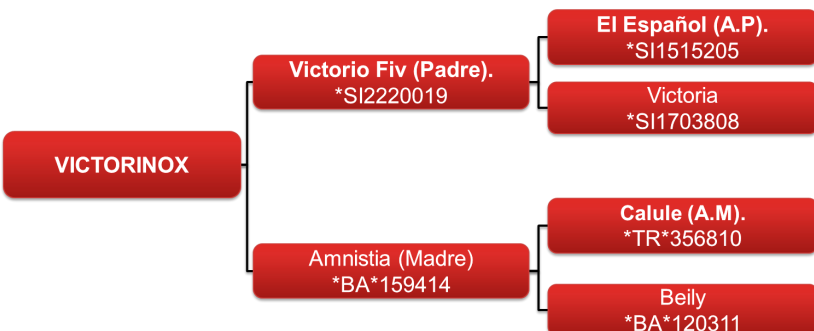 VICTORINOX
Victorio Fiv (Padre).
*SI2220019
El Español (A.P).
*SI1515205
Victoria
*SI1703808
Amnistia (Madre)
*BA*159414
Calule (A.M).
*TR*356810
Beily
*BA*120311